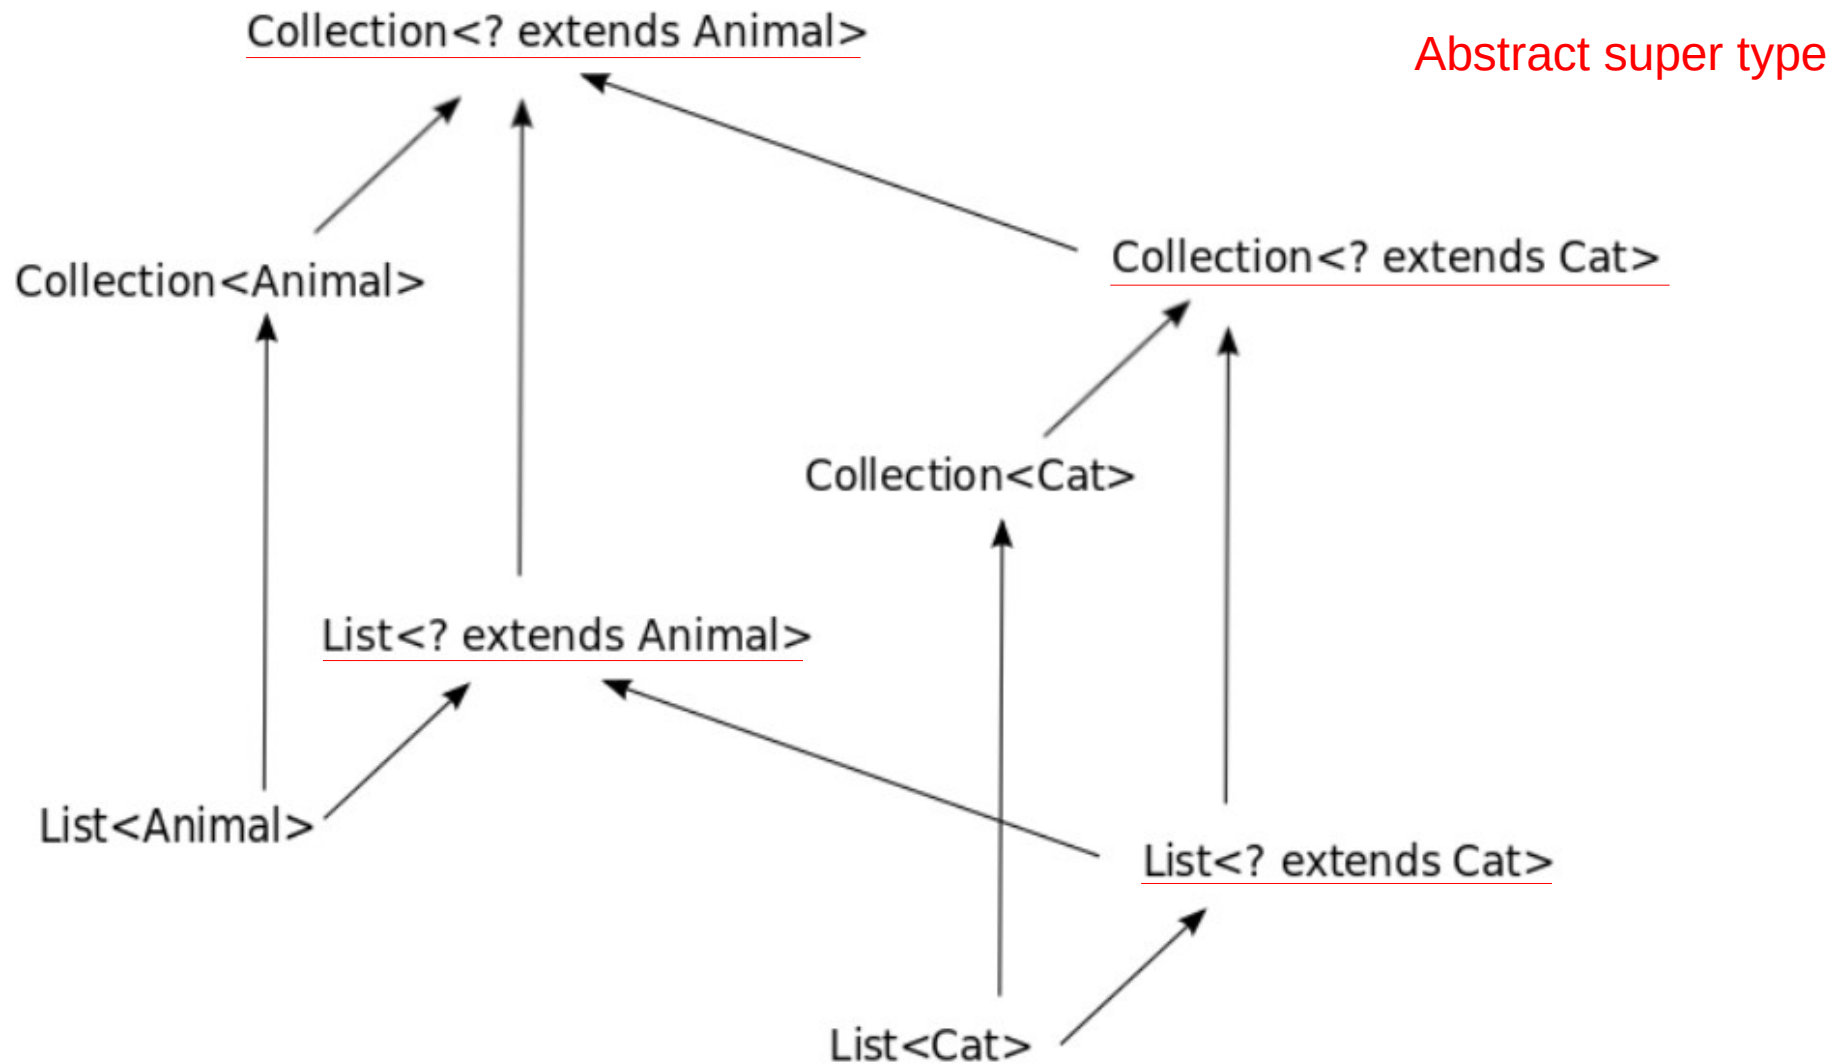 Collection<? extends Animal>
Abstract super type
Collection<? extends Cat>
Collection<Animal>
Collection<Cat>
List<? extends Animal>
List<Animal>
List<? extends Cat>
List<Cat>